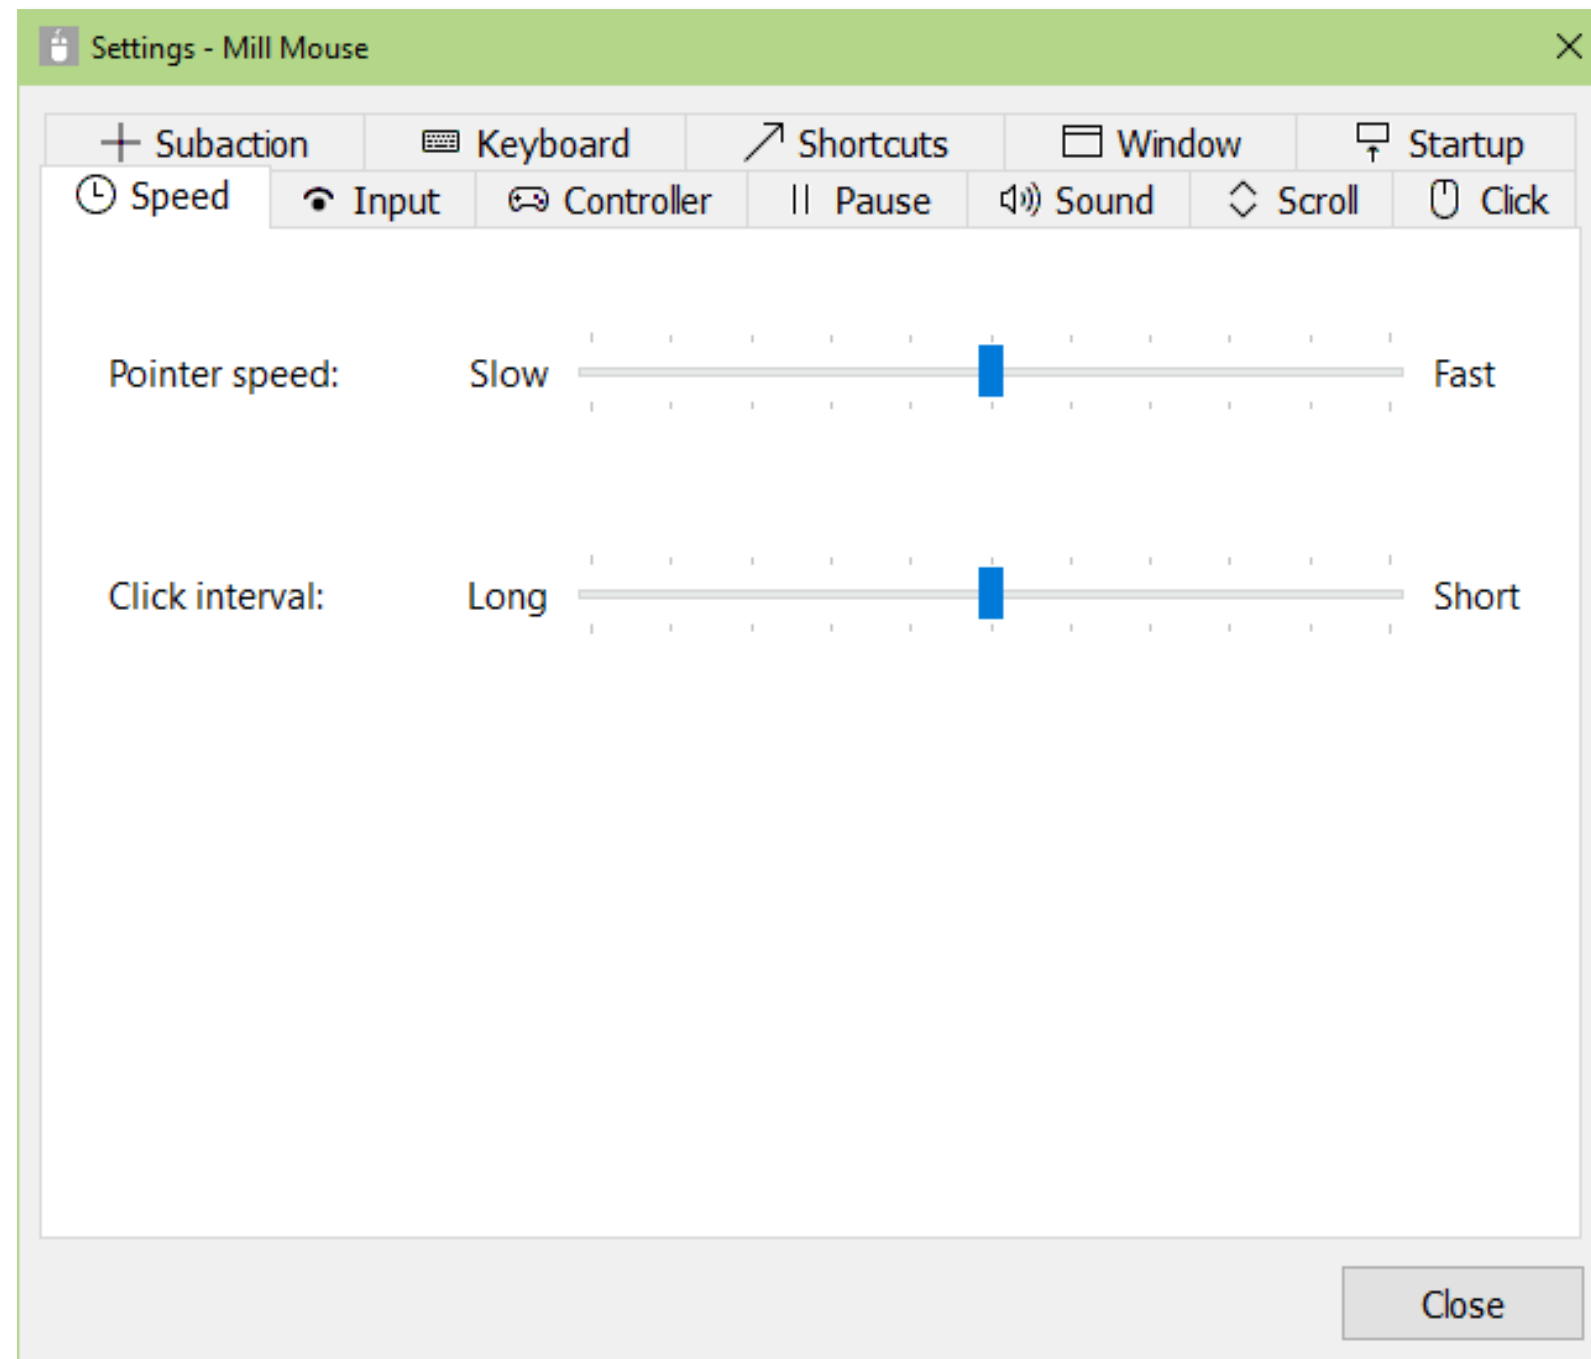 Settings - Mill Mouse
Subaction Keyboard Shortcuts Window Startup
Speed Input Controller Pause Sound Scroll Click
Pointer speed: Slow Fast
Click interval: Long Short
Close